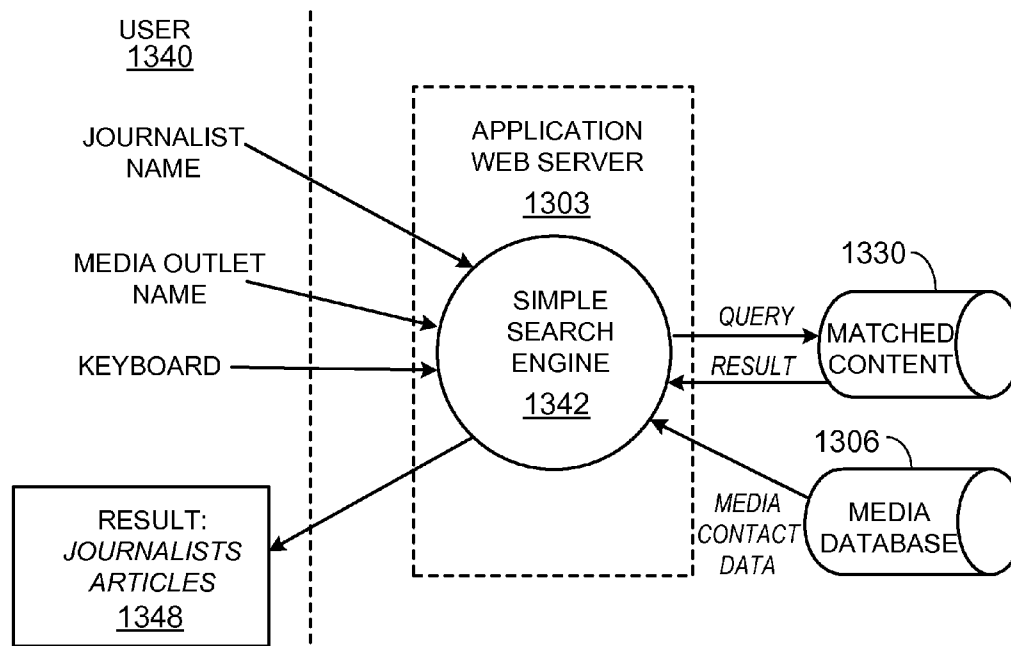 USER
1340
JOURNALIST
NAME
MEDIA OUTLET
NAME
KEYBOARD
RESULT:
JOURNALISTS
ARTICLES
1348
APPLICATION
WEB SERVER
1303
SIMPLE
SEARCH
ENGINE
1342
QUERY
RESULT
1330
MATCHED
CONTENT
MEDIA
CONTACT
DATA
1306
MEDIA
DATABASE